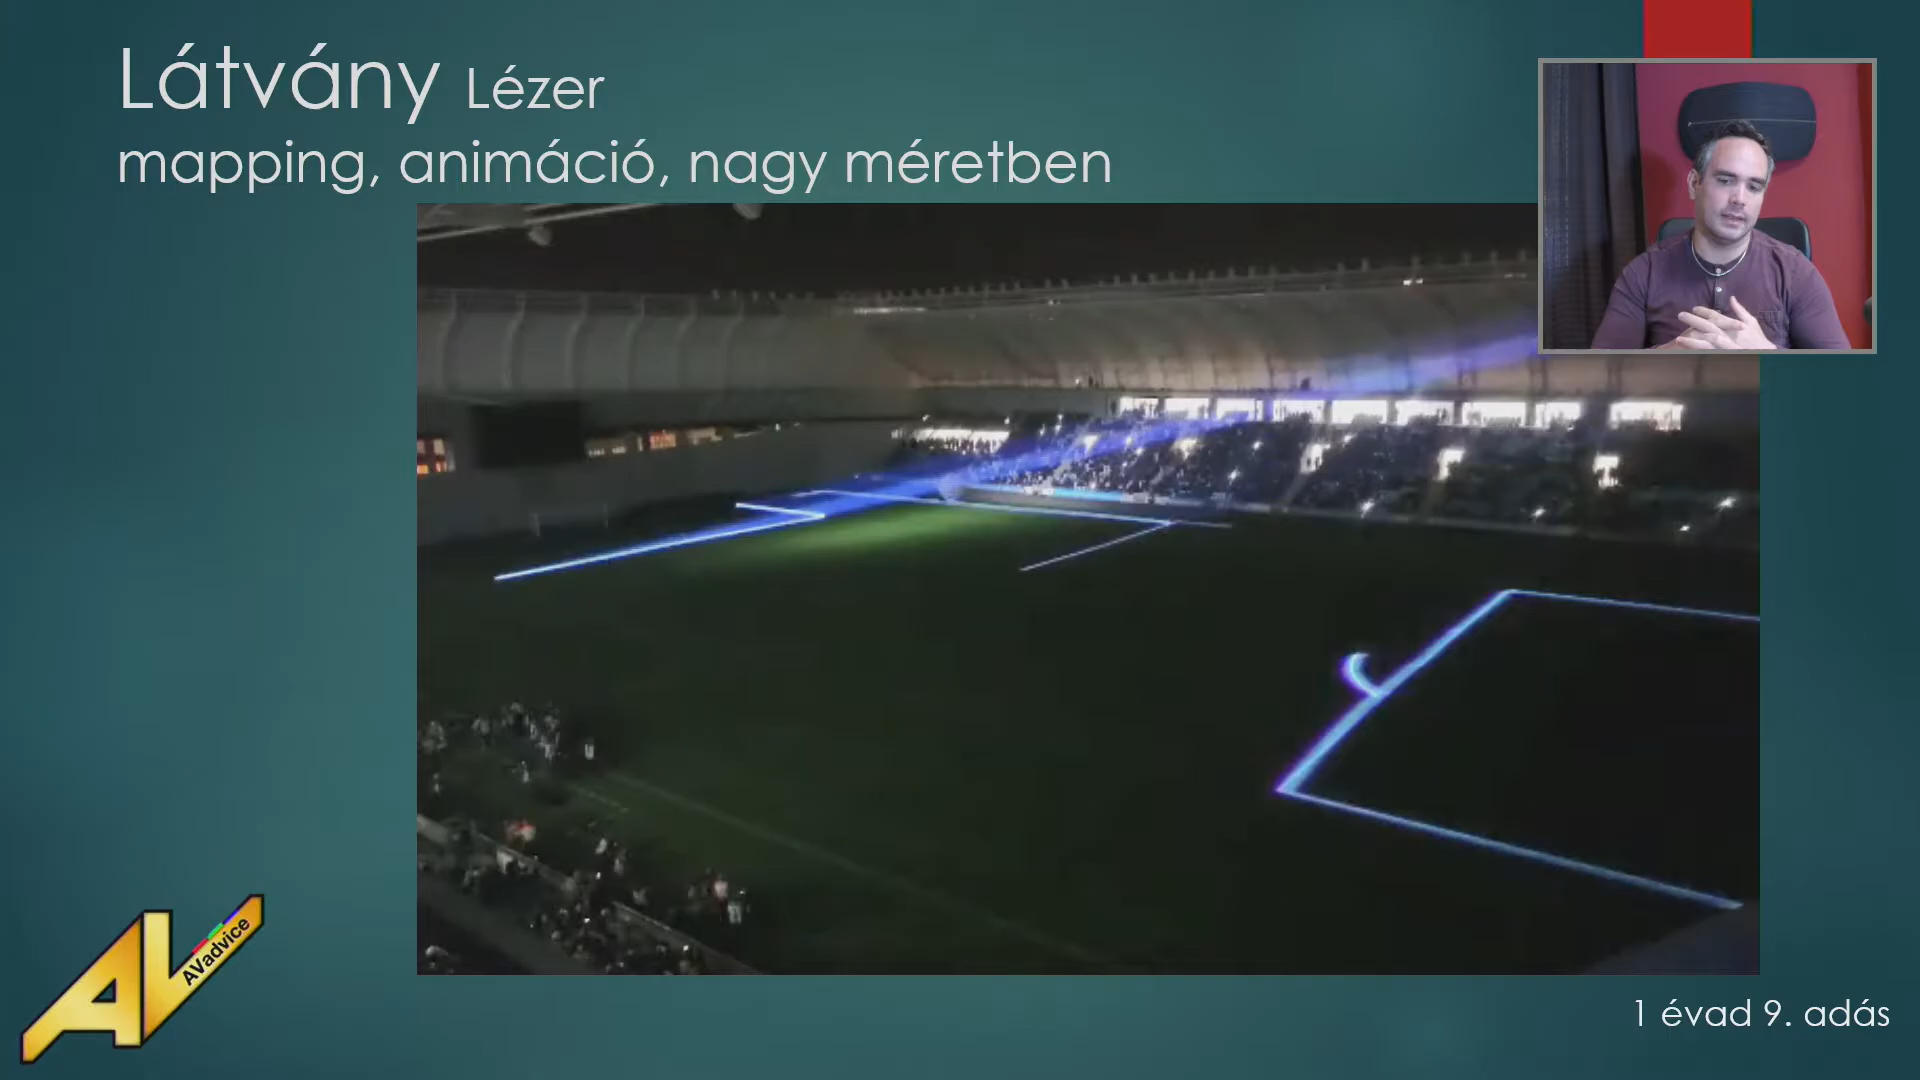 Látvány Lézer
mapping, animáció, nagy méretben
AVadvice
1 évad 9. adás